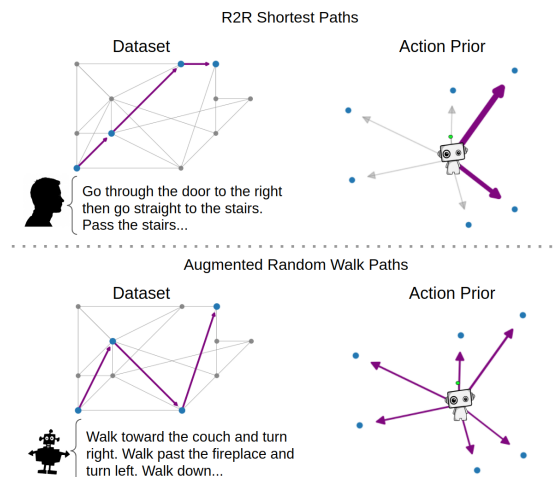 R2R Shortest Paths
Dataset
Action Prior
Go through the door to the right
then go straight to the stairs.
Pass the stairs...
Augmented Random Walk Paths
Dataset
Action Prior
Walk toward the couch and turn
right. Walk past the fireplace and
turn left. Walk down...